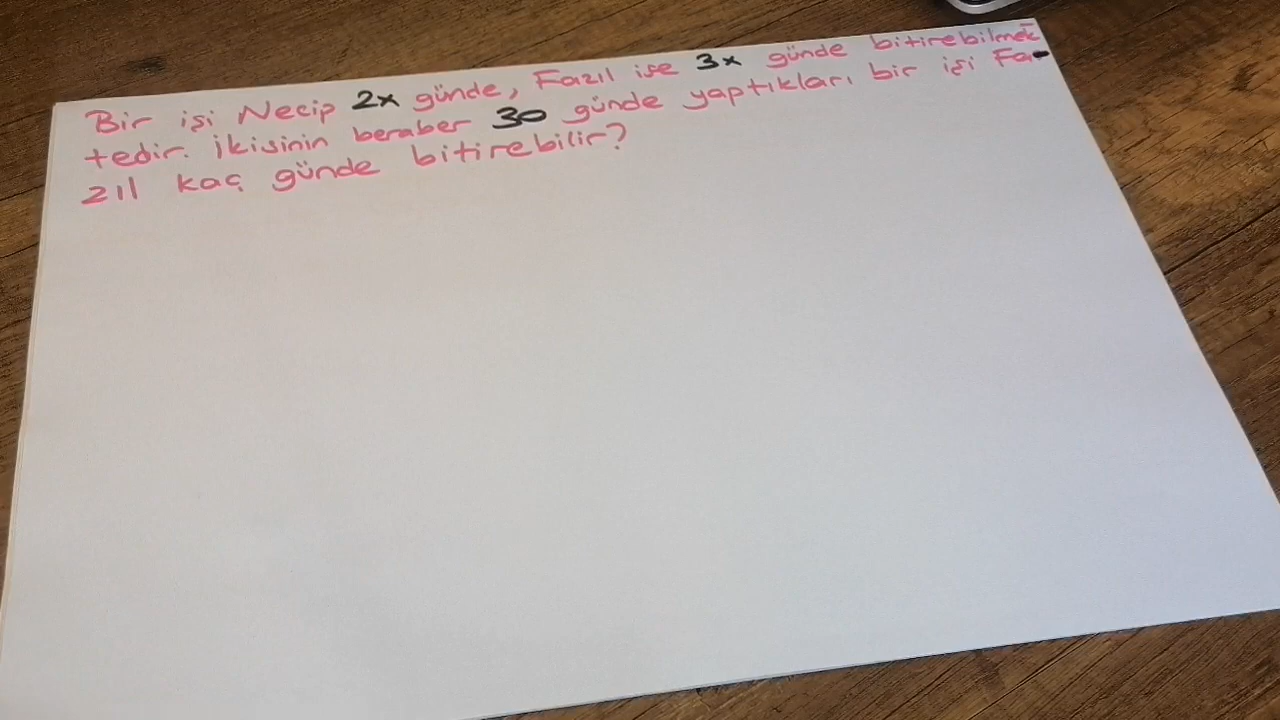 Bir işi Necip 2x günde, Fazıl ise 3x günde bitirebilmek
tedir. İkisinin beraber 30 günde yaptıkları bir işi Fa-
zıl kaç günde bitirebilir?